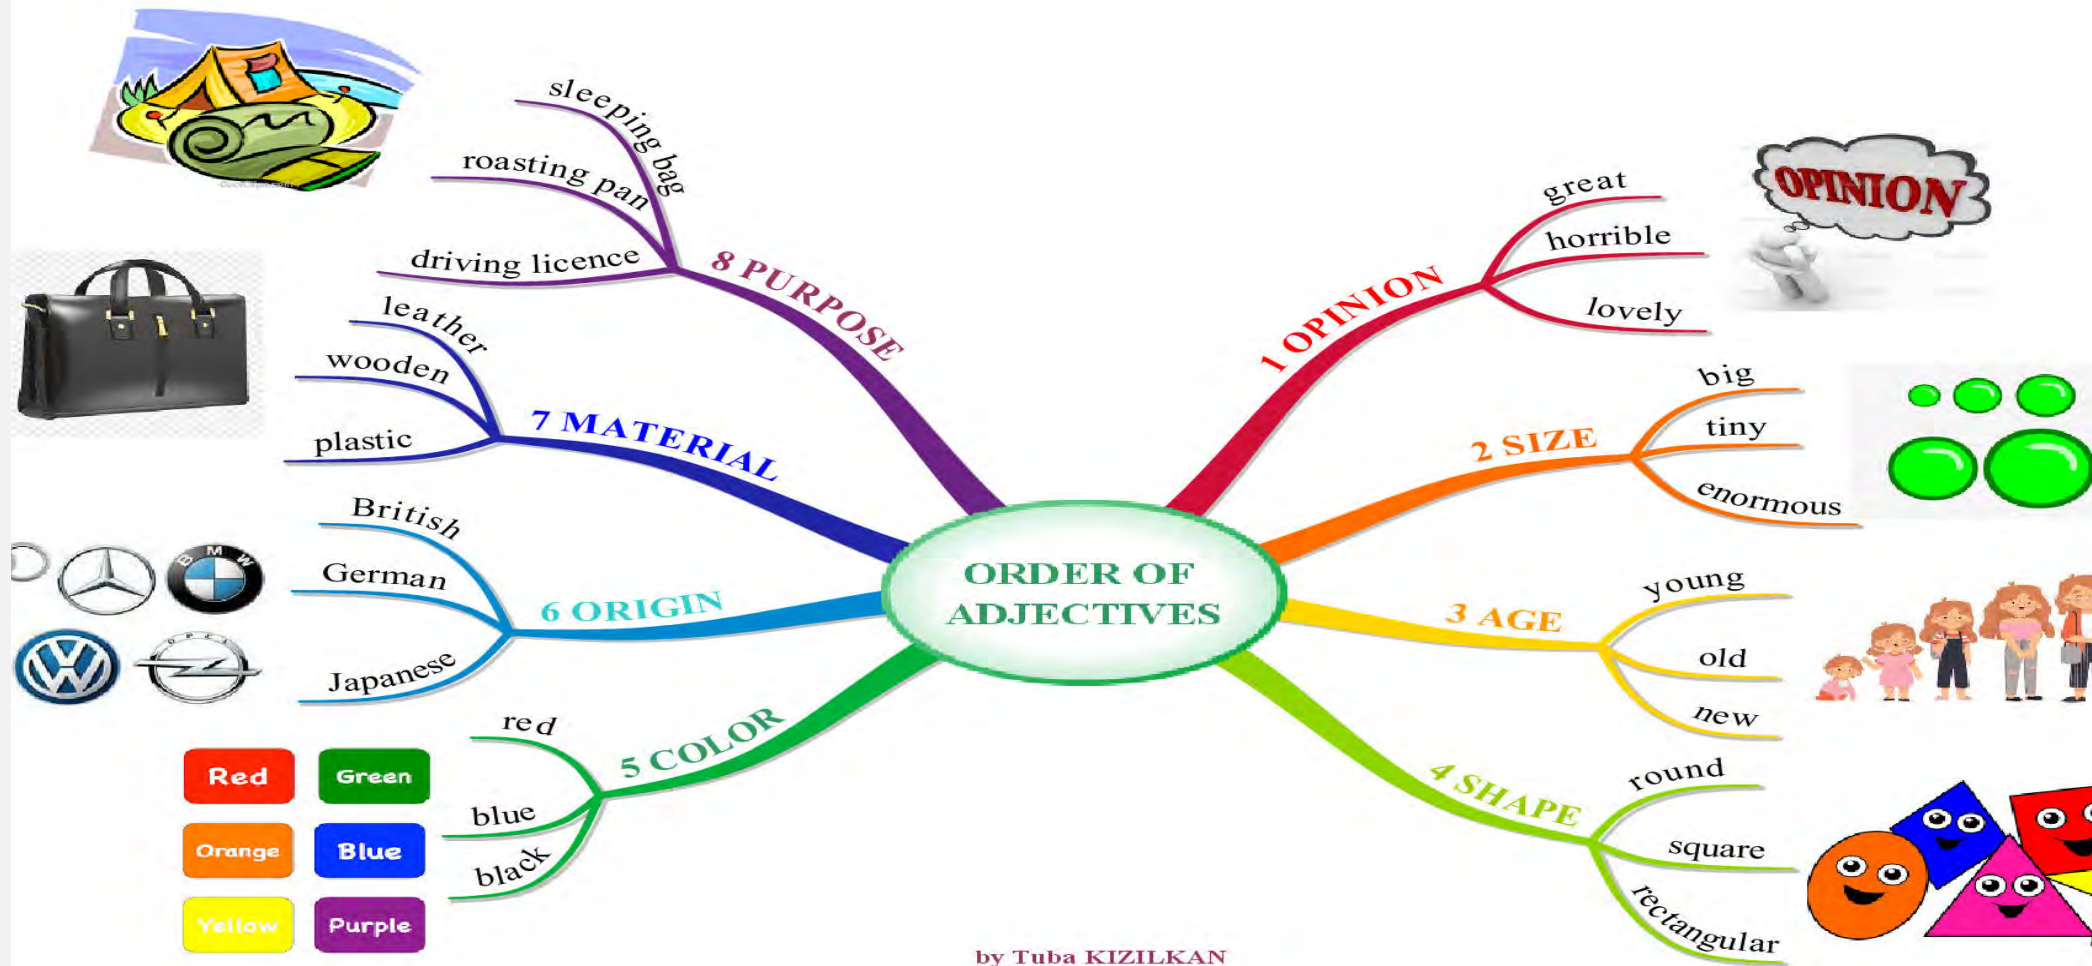 ORDER OF
ADJECTIVES
1 OPINION
great
horrible
lovely
OPINION
2 SIZE
big
tiny
enormous
3 AGE
young
old
new
4 SHAPE
round
square
rectangular
5 COLOR
red
blue
black
Red
Green
Orange
Blue
Yellow
Purple
6 ORIGIN
British
German
Japanese
BMW
OPEL
7 MATERIAL
leather
wooden
plastic
8 PURPOSE
sleeping bag
roasting pan
driving licence
by Tuba KIZILKAN